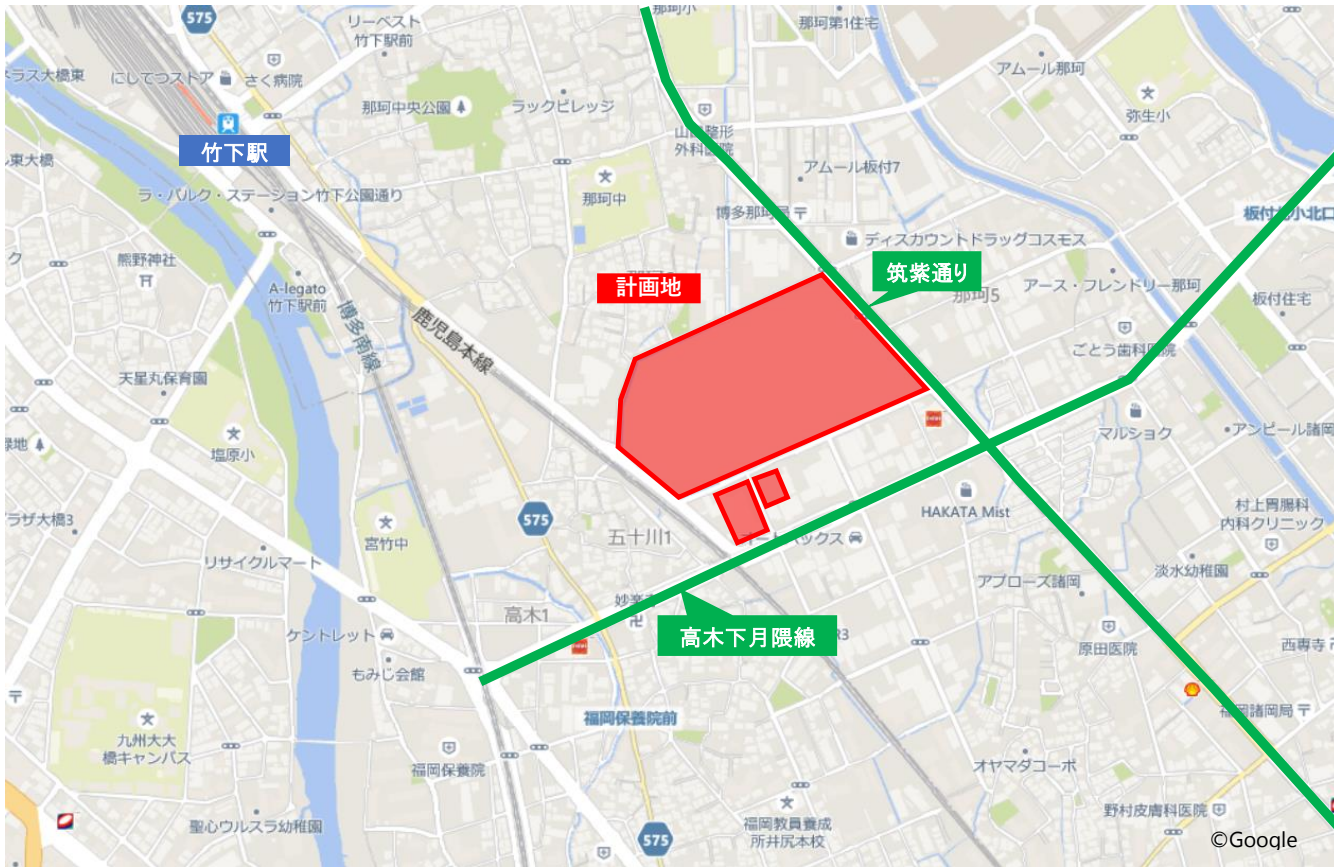 575
リーベスト
竹下駅前
那珂小
那珂第1住宅
ネラス大橋東
にしてつストア
さく病院
那珂中央公園
ラックビレッジ
アムール那珂
弥生小
竹下駅
山
整形
外科医院
ル東大橋
ラ・パルク・ステーション竹下公園通り
那珂中
アムール板付7
博多那珂局
板付北小北口
ク
熊野神社
ディスカウントドラッグコスモス
A-legato
竹下駅前
計画地
筑紫通り
那珂5
アース・フレンドリー那珂
板付住宅
博多南線
鹿児島本線
ごとう歯科医院
天星丸保育園
緑地
塩原小
マルショク
アンピール諸岡
ラザ大橋3
宮竹中
575
五十川1
HAKATA Mist
村上胃腸科
内科クリニック
リサイクルマート
アプローズ諸岡
淡水幼稚園
高木1
ケントレット
もみじ会館
高木下月隈線
原田医院
西専寺
福岡保養院前
福岡諸岡局
九州大大
橋キャンパス
福岡保養院
オヤマダコーポ
聖心ウルスラ幼稚園
575
福岡教員養成
所井尻本校
野村皮膚科医院
©Google